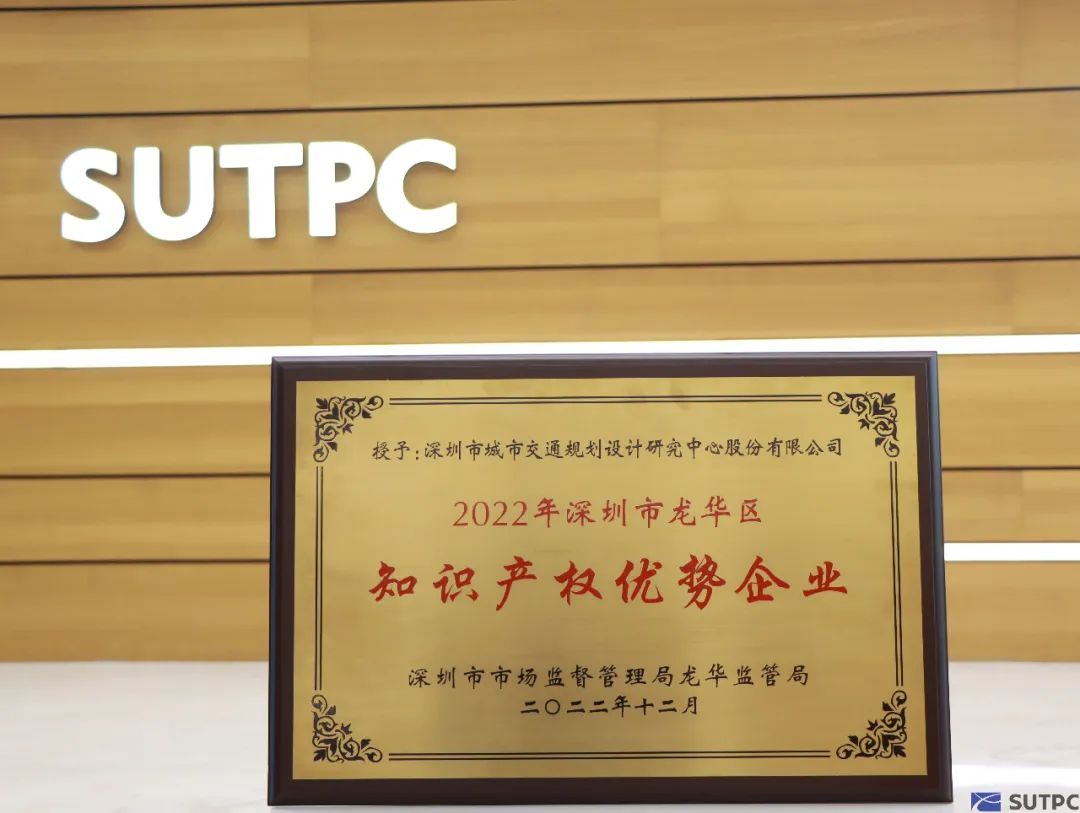 SUTPC
授予：深圳市城市交通规划设计研究中心股份有限公司
2022年深圳市龙华区
知识产权优势企业
深圳市市场监督管理局龙华监管局
二〇二二年十二月
SUTPC